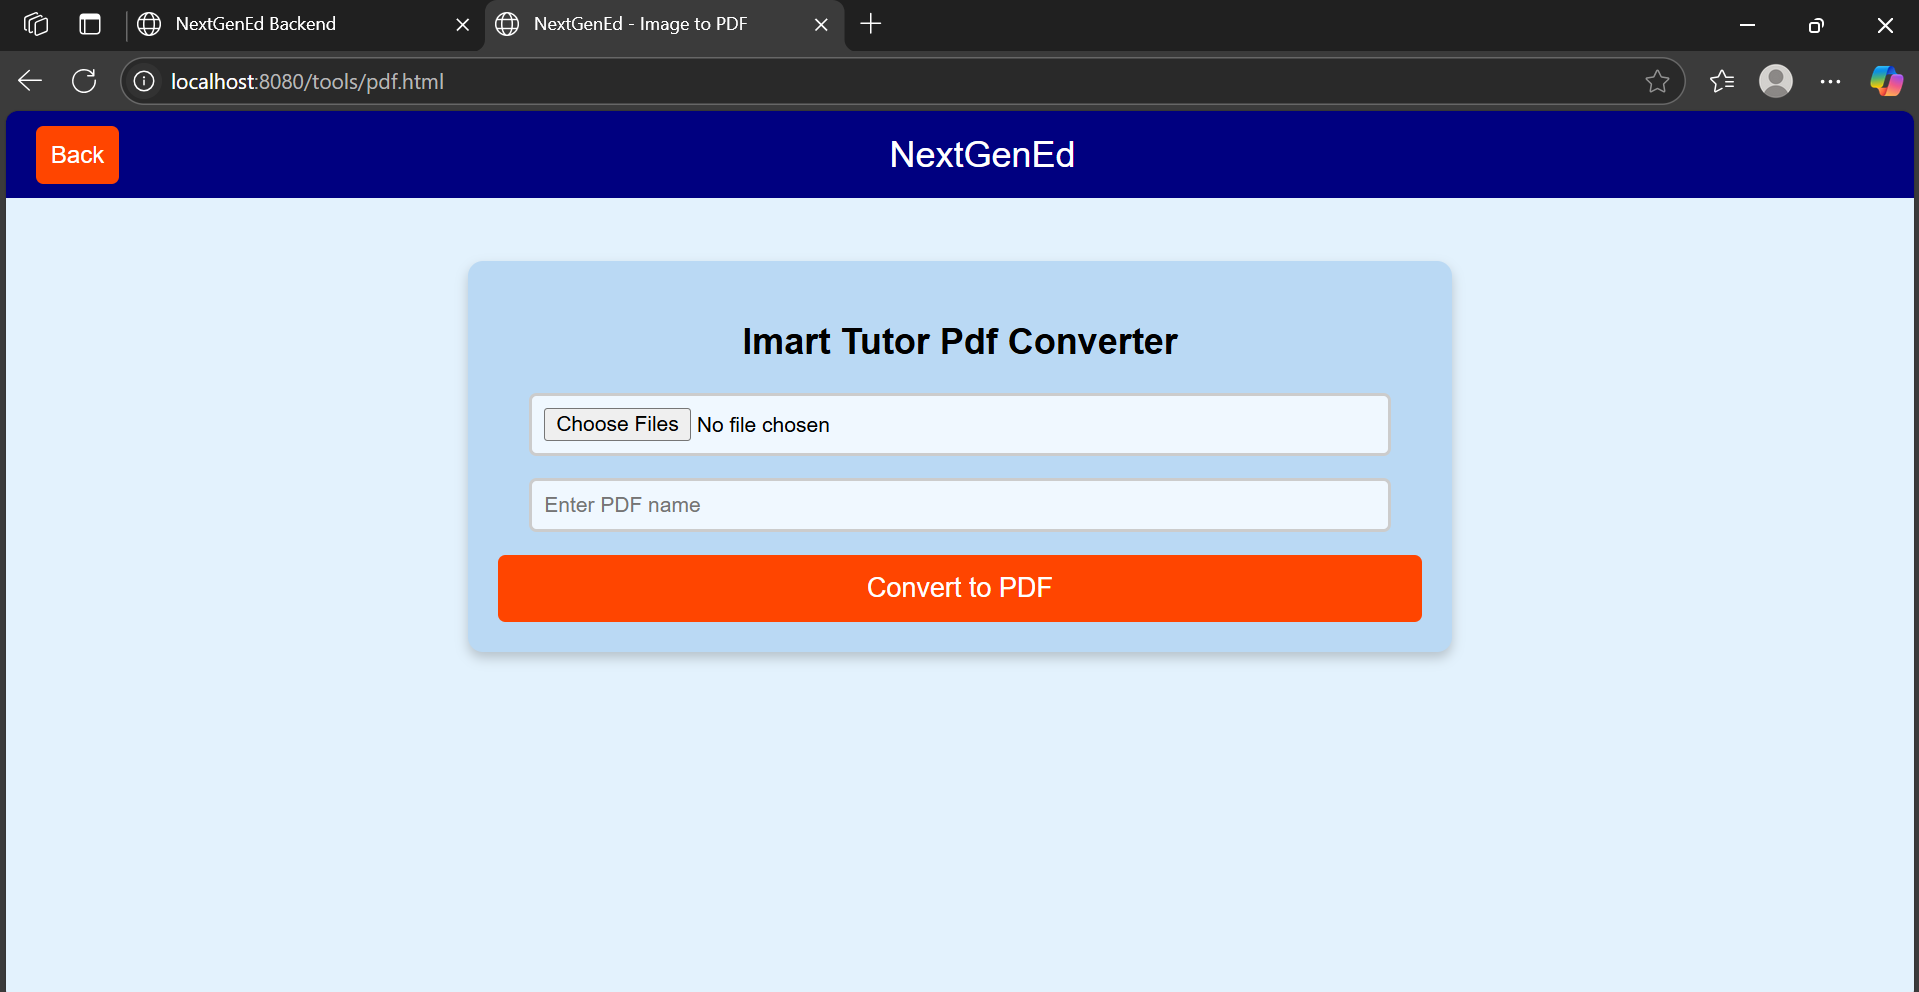 NextGenEd Backend
NextGenEd - Image to PDF
localhost:8080/tools/pdf.html
Back
NextGenEd
Imart Tutor Pdf Converter
Choose Files No file chosen
Enter PDF name
Convert to PDF